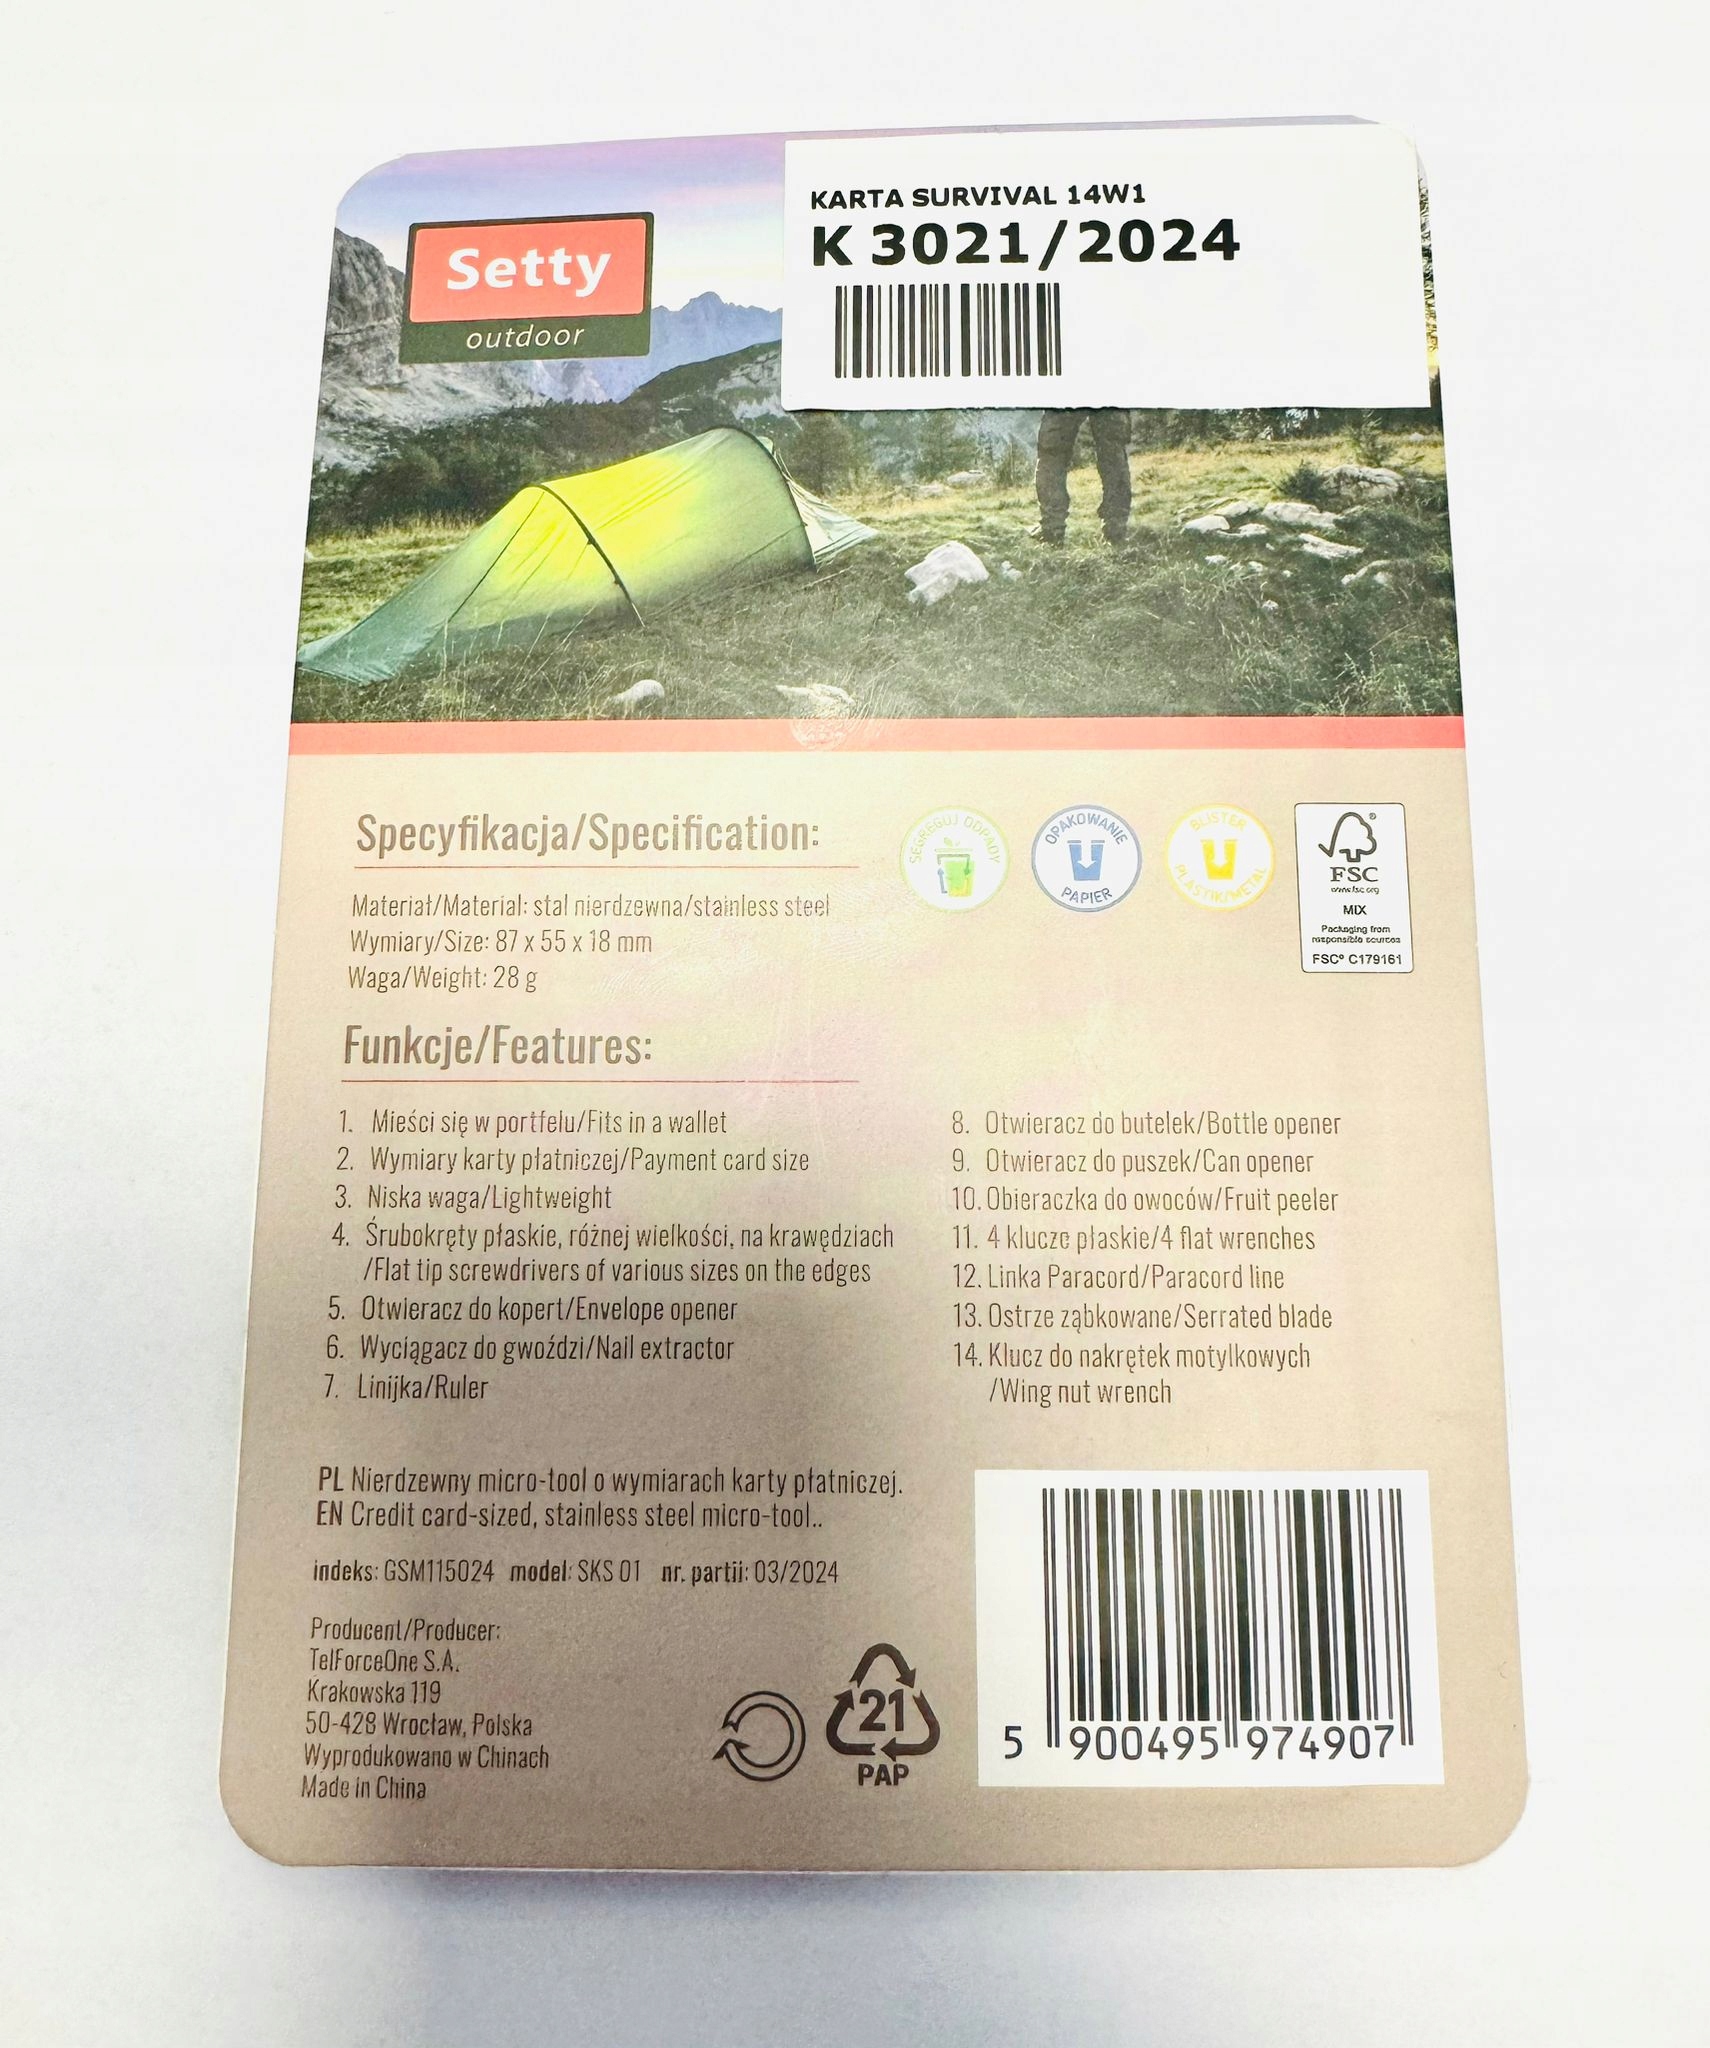 KARTA SURVIVAL 14W1
K 3021/2024
Setty
outdoor
Specyfikacja/Specification:
Materiał/Material: stal nierdzewna/stainless steel
Wymiary/Size: 87 x 55 x 18 mm
Waga/Weight: 28 g
SEGREGUJ ODPADY
OPAKOWANIE
PAPIER
BLISTER
PLASTIK/METAL
FSC
www.fsc.org
MIX
Packaging from
responsible sources
FSC® C179161
Funkcje/Features:
1. Mieści się w portfelu/Fits in a wallet
2. Wymiary karty płatniczej/Payment card size
3. Niska waga/Lightweight
4. Śrubokręty płaskie, różnej wielkości, na krawędziach
/Flat tip screwdrivers of various sizes on the edges
5. Otwieracz do kopert/Envelope opener
6. Wyciągacz do gwoździ/Nail extractor
7. Linijka/Ruler
8. Otwieracz do butelek/Bottle opener
9. Otwieracz do puszek/Can opener
10. Obieraczka do owoców/Fruit peeler
11. 4 klucze płaskie/4 flat wrenches
12. Linka Paracord/Paracord line
13. Ostrze ząbkowane/Serrated blade
14. Klucz do nakrętek motylkowych
/Wing nut wrench
PL Nierdzewny micro-tool o wymiarach karty płatniczej.
EN Credit card-sized, stainless steel micro-tool..
indeks: GSM115024 model: SKS 01 nr. partii: 03/2024
Producent/Producer:
TelForceOne S.A.
Krakowska 119
50-428 Wrocław, Polska
Wyprodukowano w Chinach
Made in China
21
PAP
5 900495 974907